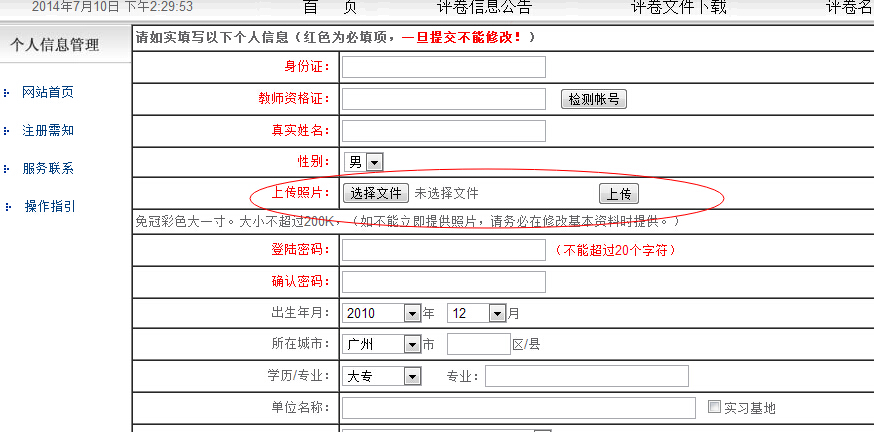 2014年7月10日 下午2:29:53
首 页 评卷信息公告 评卷文件下载 评卷名
个人信息管理
网站首页
注册需知
服务联系
操作指引
请如实填写以下个人信息（红色为必填项，一旦提交不能修改！）
身份证：
教师资格证： 检测帐号
真实姓名：
性别： 男
上传照片： 选择文件 未选择文件 上传
免冠彩色大一寸。大小不超过200K，（如不能立即提供照片，请务必在修改基本资料时提供。）
登陆密码： （不能超过20个字符）
确认密码：
出生年月： 2010 年 12 月
所在城市： 广州 市 区/县
学历/专业： 大专 专业：
单位名称： 实习基地